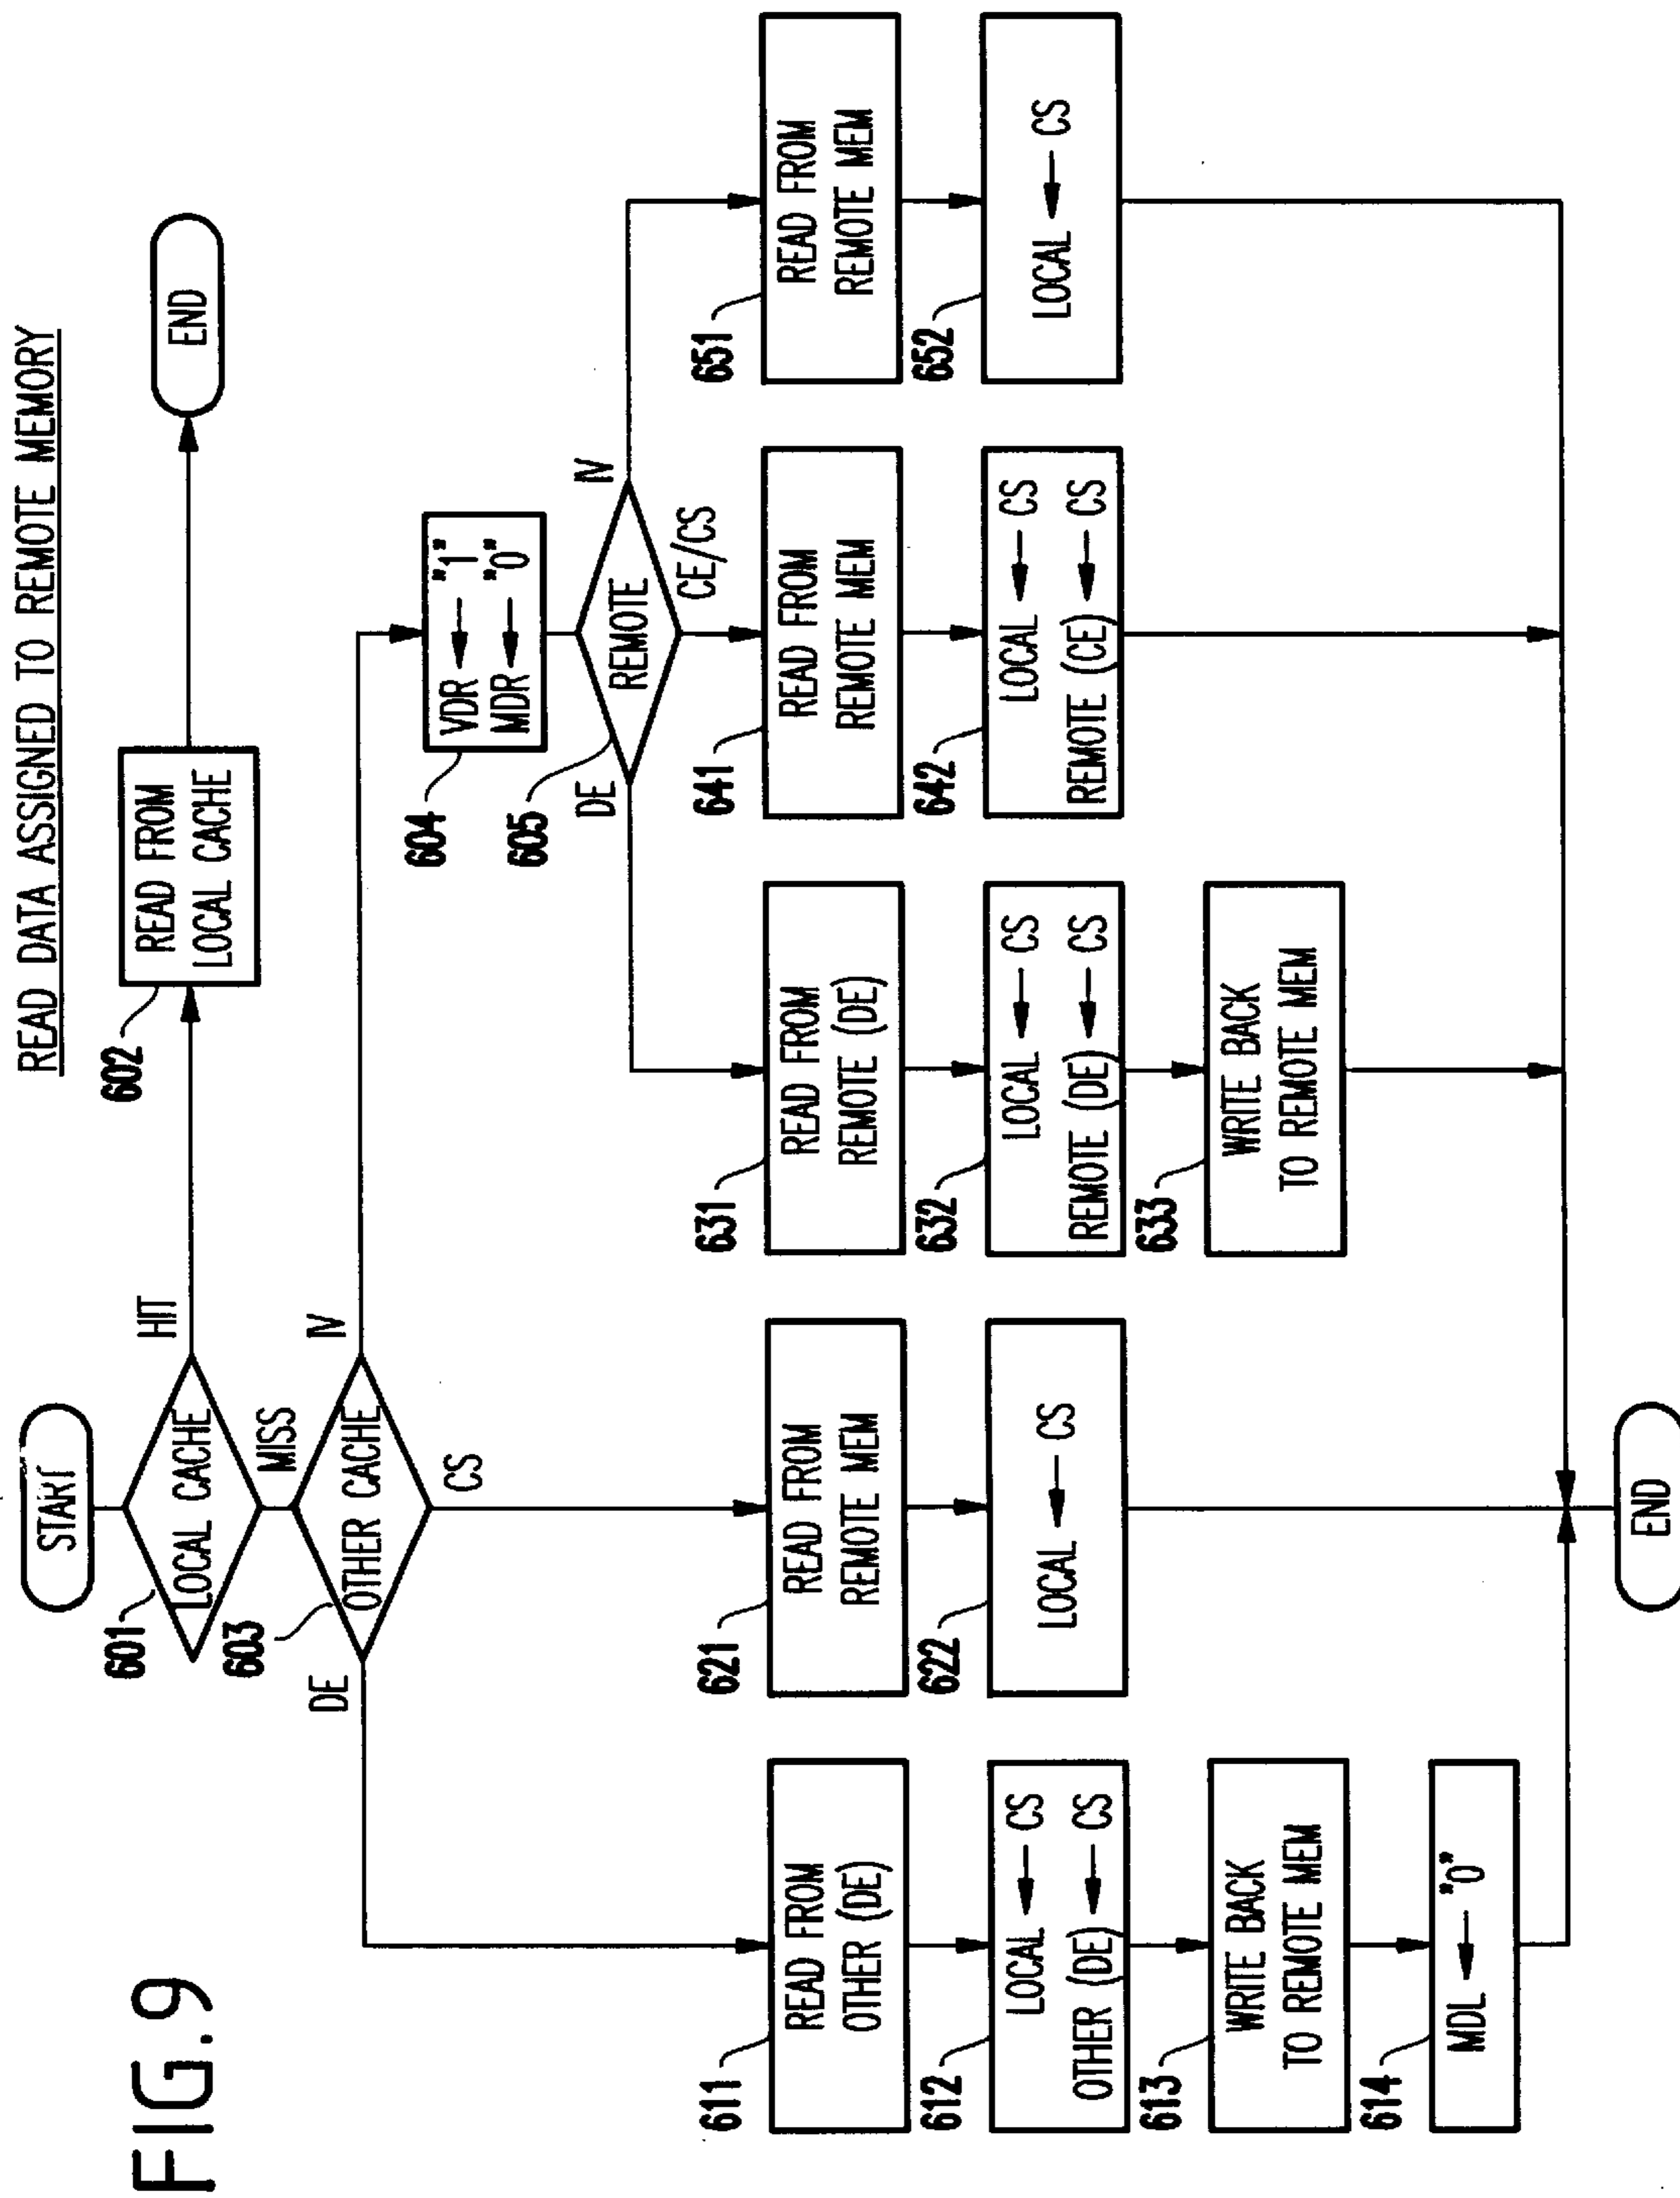 FIG.9
READ DATA ASSIGNED TO REMOTE MEMORY
START
601
LOCAL CACHE
HIT
602
READ FROM
LOCAL CACHE
END
MISS
603
OTHER CACHE
DE
CS
IV
604
VDR → "1"
MDR → "0"
605
REMOTE
DE
CE/CS
IV
611
READ FROM
OTHER (DE)
612
LOCAL → CS
OTHER (DE) → CS
613
WRITE BACK
TO REMOTE MEM
614
MDL → "0"
621
READ FROM
REMOTE MEM
622
LOCAL → CS
631
READ FROM
REMOTE (DE)
632
LOCAL → CS
REMOTE (DE) → CS
633
WRITE BACK
TO REMOTE MEM
641
READ FROM
REMOTE MEM
642
LOCAL → CS
REMOTE (CE) → CS
651
READ FROM
REMOTE MEM
652
LOCAL → CS
END